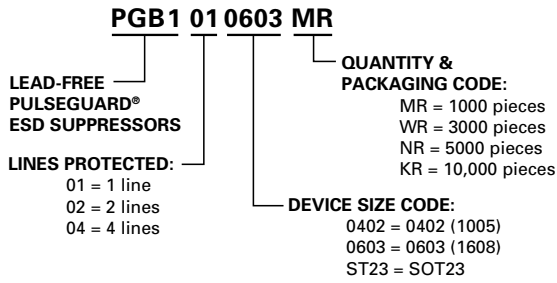 PGB1 01 0603 MR
LEAD-FREE
PULSEGUARD®
ESD SUPPRESSORS
QUANTITY &
PACKAGING CODE:
MR = 1000 pieces
WR = 3000 pieces
NR = 5000 pieces
KR = 10,000 pieces
LINES PROTECTED:
01 = 1 line
02 = 2 lines
04 = 4 lines
DEVICE SIZE CODE:
0402 = 0402 (1005)
0603 = 0603 (1608)
ST23 = SOT23